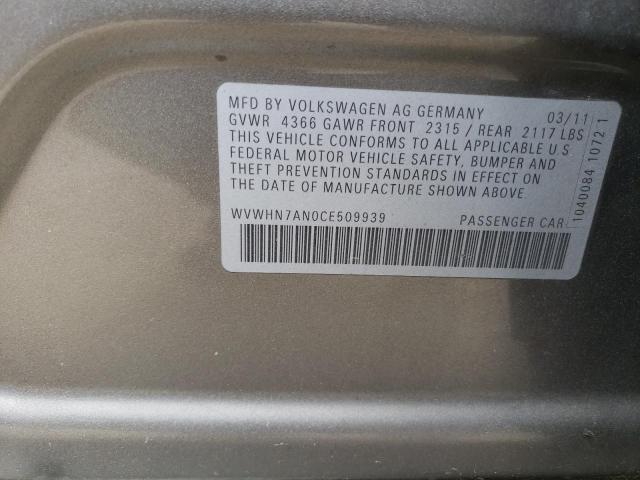 MFD BY VOLKSWAGEN AG GERMANY 03/11
GVWR 4366 GAWR FRONT 2315 / REAR 2117 LBS
THIS VEHICLE CONFORMS TO ALL APPLICABLE U.S
FEDERAL MOTOR VEHICLE SAFETY, BUMPER AND
THEFT PREVENTION STANDARDS IN EFFECT ON
THE DATE OF MANUFACTURE SHOWN ABOVE
WVWHN7AN0CE509939 PASSENGER CAR
1040084 1072 1